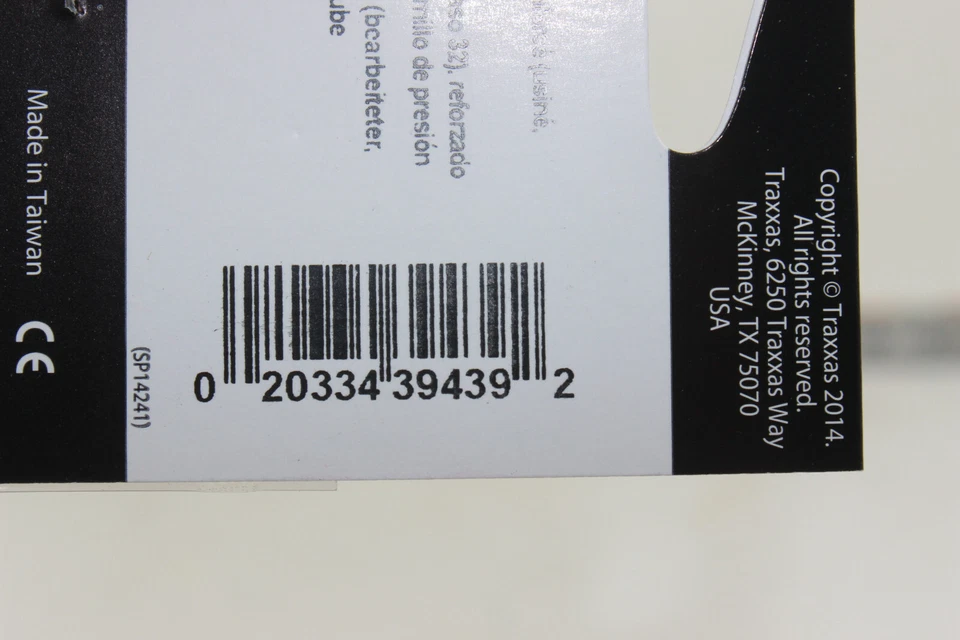 Made in Taiwan
CE
reforzado
de presión
(bearbeiteter,
(SP14241)
0 20334 39439 2
Copyright © Traxxas 2014.
All rights reserved.
Traxxas, 6250 Traxxas Way
McKinney, TX 75070
USA